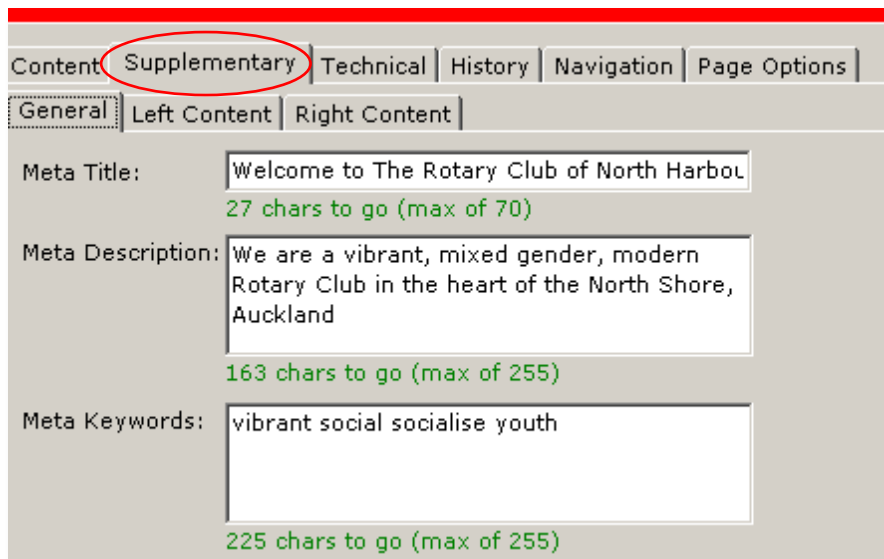 Content Supplementary Technical History Navigation Page Options
General Left Content Right Content
Meta Title: Welcome to The Rotary Club of North Harbou
27 chars to go (max of 70)
Meta Description: We are a vibrant, mixed gender, modern
Rotary Club in the heart of the North Shore,
Auckland
163 chars to go (max of 255)
Meta Keywords: vibrant social socialise youth
225 chars to go (max of 255)